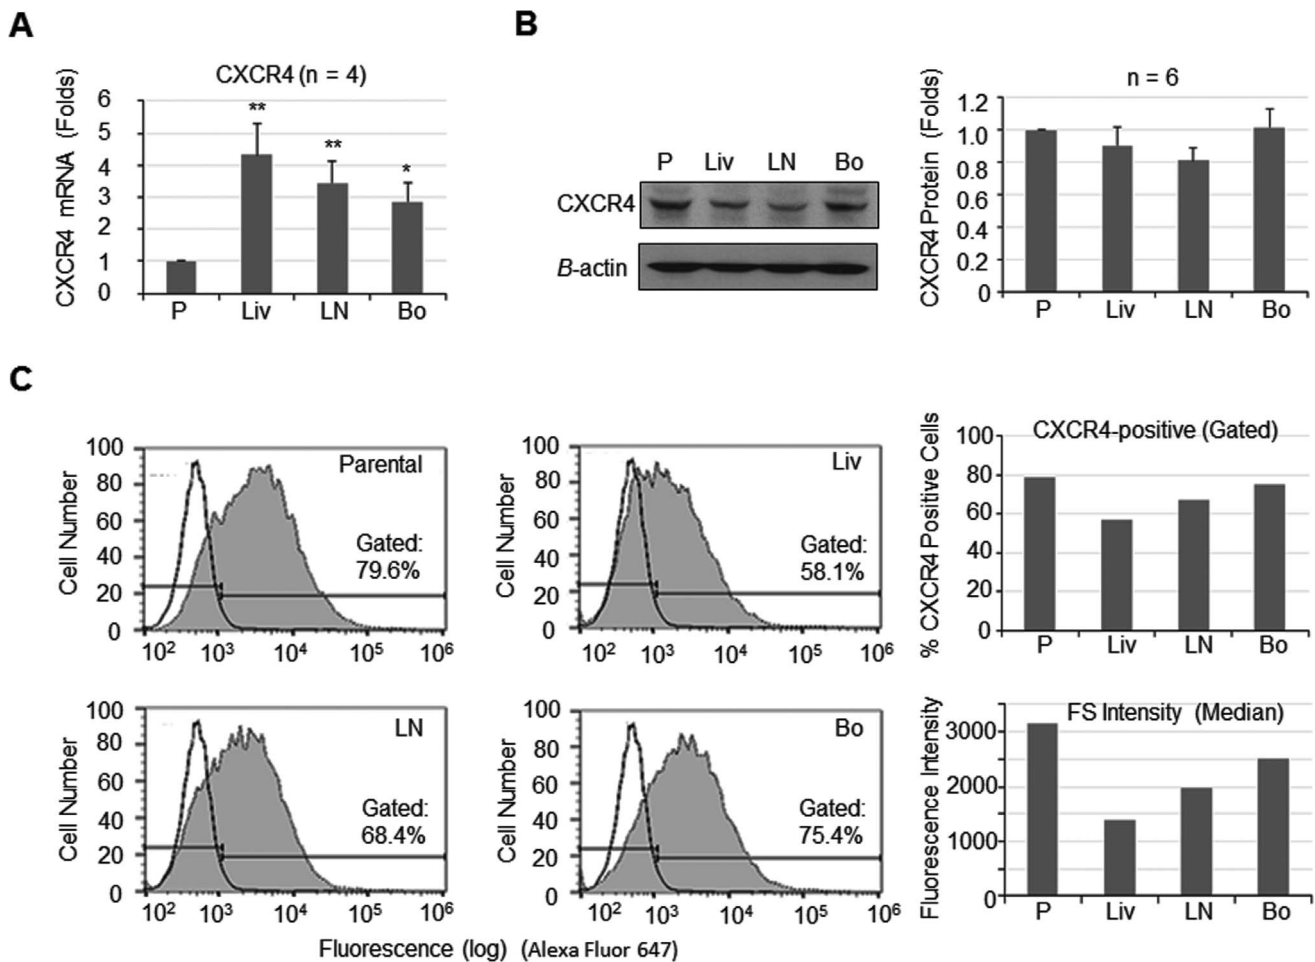 A
CXCR4 (n = 4)
CXCR4 mRNA (Folds)
6
5
4
3
2
1
0
**
**
*
P Liv LN Bo
B
P Liv LN Bo
CXCR4
B-actin
n = 6
CXCR4 Protein (Folds)
1.2
1.0
0.8
0.6
0.4
0.2
0
P Liv LN Bo
C
Cell Number
100
80
60
40
20
0
Parental
Gated:
79.6%
10² 10³ 10⁴ 10⁵ 10⁶
Cell Number
100
80
60
40
20
0
Liv
Gated:
58.1%
10² 10³ 10⁴ 10⁵ 10⁶
CXCR4-positive (Gated)
% CXCR4 Positive Cells
100
80
60
40
20
0
P Liv LN Bo
Cell Number
100
80
60
40
20
0
LN
Gated:
68.4%
10² 10³ 10⁴ 10⁵ 10⁶
Cell Number
100
80
60
40
20
0
Bo
Gated:
75.4%
10² 10³ 10⁴ 10⁵ 10⁶
Fluorescence (log) (Alexa Fluor 647)
FS Intensity (Median)
Fluorescence Intensity
3000
2000
1000
0
P Liv LN Bo